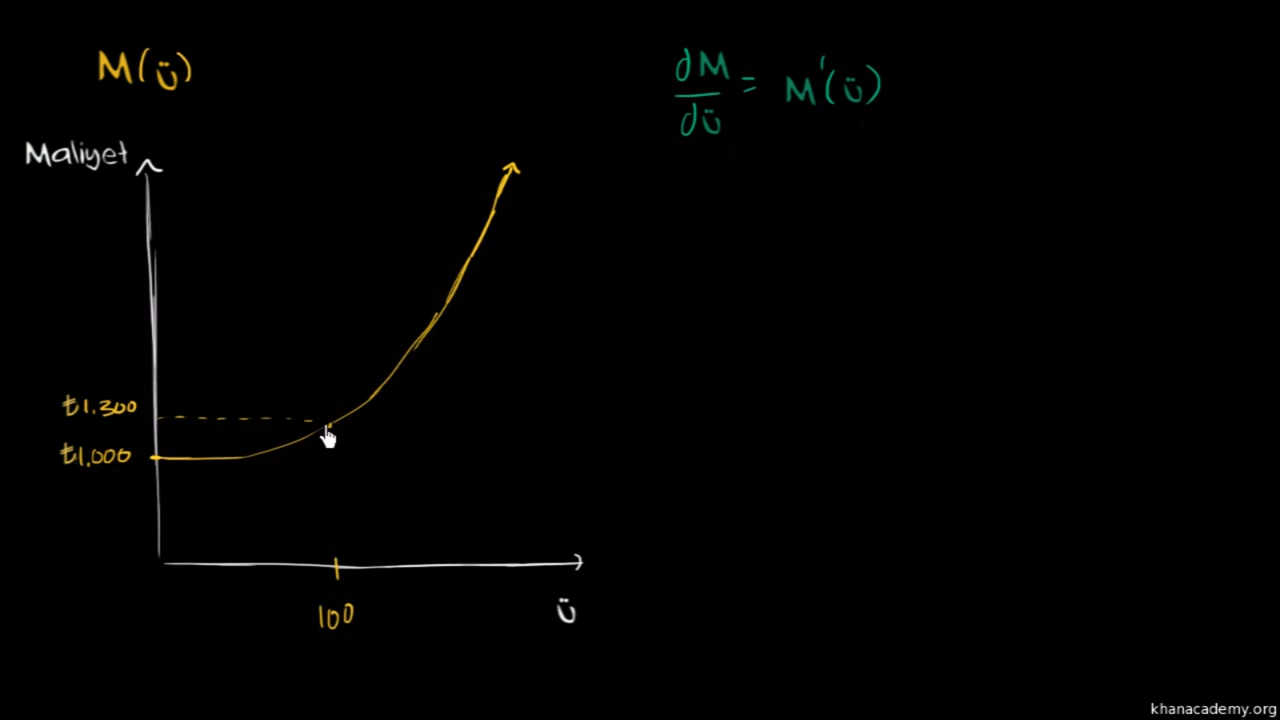 M(ü)
dM/dü = M'(ü)
Maliyet
₺1.300
₺1,000
100
ü
khanacademy.org